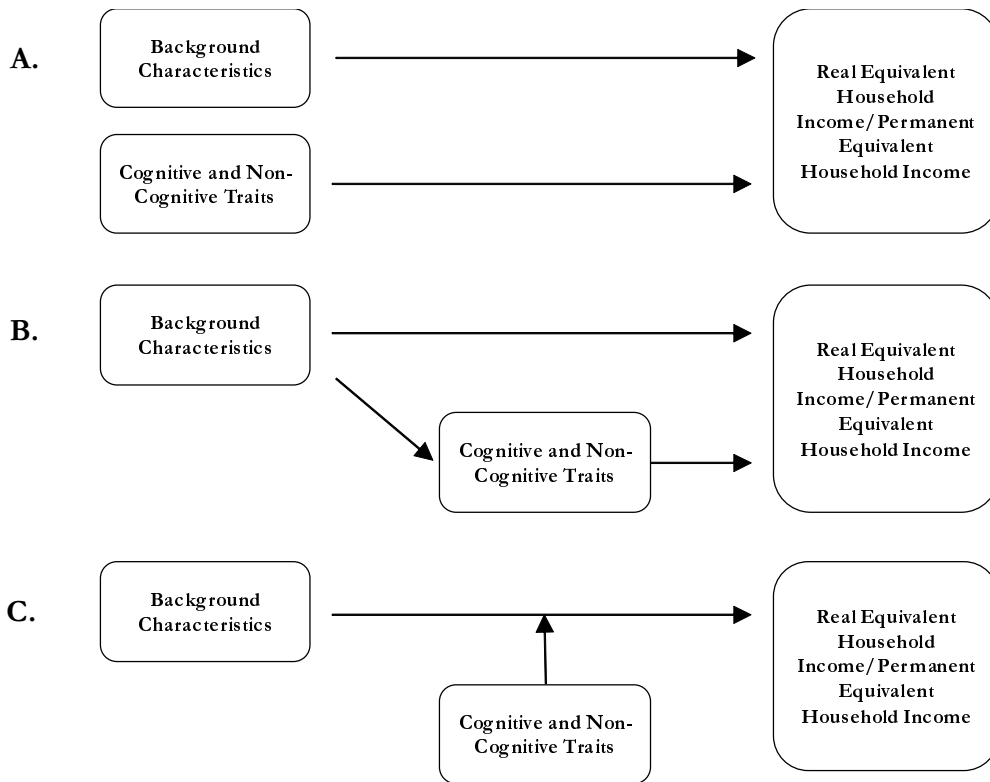 A.
Background
Characteristics
Cognitive and Non-
Cognitive Traits
Real Equivalent
Household
Income/Permanent
Equivalent
Household Income
B.
Background
Characteristics
Cognitive and Non-
Cognitive Traits
Real Equivalent
Household
Income/Permanent
Equivalent
Household Income
C.
Background
Characteristics
Cognitive and Non-
Cognitive Traits
Real Equivalent
Household
Income/Permanent
Equivalent
Household Income